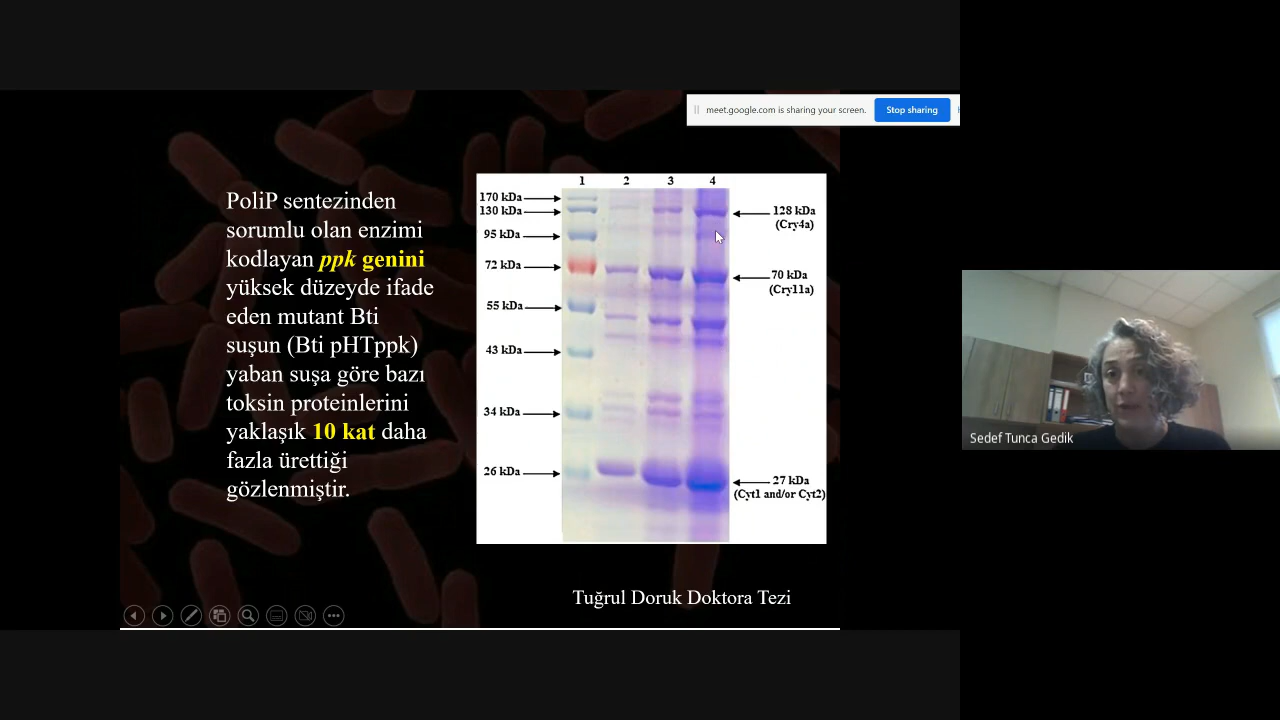 meet.google.com is sharing your screen.
Stop sharing
PoliP sentezinden
sorumlu olan enzimi
kodlayan ppk genini
yüksek düzeyde ifade
eden mutant Bti
suşun (Bti pHTppk)
yaban suşa göre bazı
toksin proteinlerini
yaklaşık 10 kat daha
fazla ürettiği
gözlenmiştir.
1 2 3 4
170 kDa
130 kDa
95 kDa
72 kDa
55 kDa
43 kDa
34 kDa
26 kDa
128 kDa
(Cry4a)
70 kDa
(Cry11a)
27 kDa
(Cyt1 and/or Cyt2)
Tuğrul Doruk Doktora Tezi
Sedef Tunca Gedik